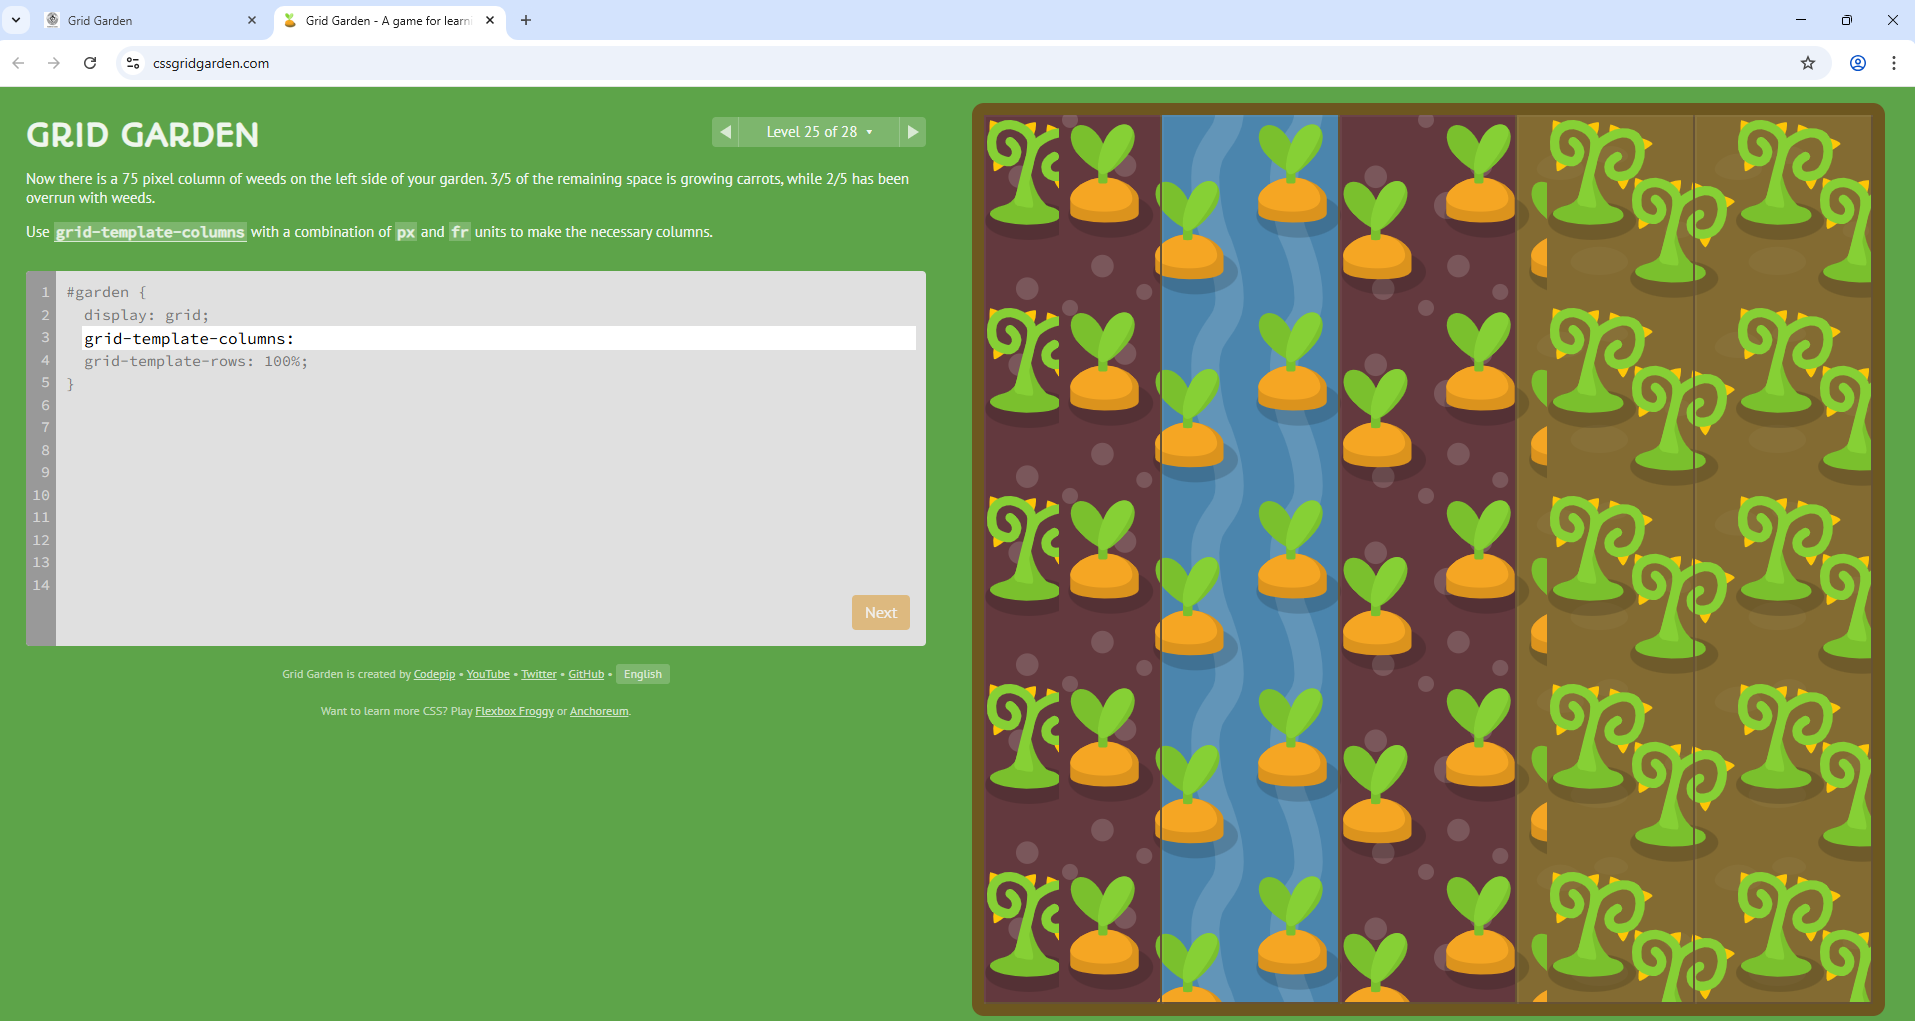 Grid Garden
Grid Garden - A game for learni
cssgridgarden.com
GRID GARDEN
Level 25 of 28
Now there is a 75 pixel column of weeds on the left side of your garden. 3/5 of the remaining space is growing carrots, while 2/5 has been
overrun with weeds.
Use grid-template-columns with a combination of px and fr units to make the necessary columns.
1 #garden {
2 display: grid;
3 grid-template-columns:
4 grid-template-rows: 100%;
5 }
6
7
8
9
10
11
12
13
14
Next
Grid Garden is created by Codepip • YouTube • Twitter • GitHub • English
Want to learn more CSS? Play Flexbox Froggy or Anchoreum.